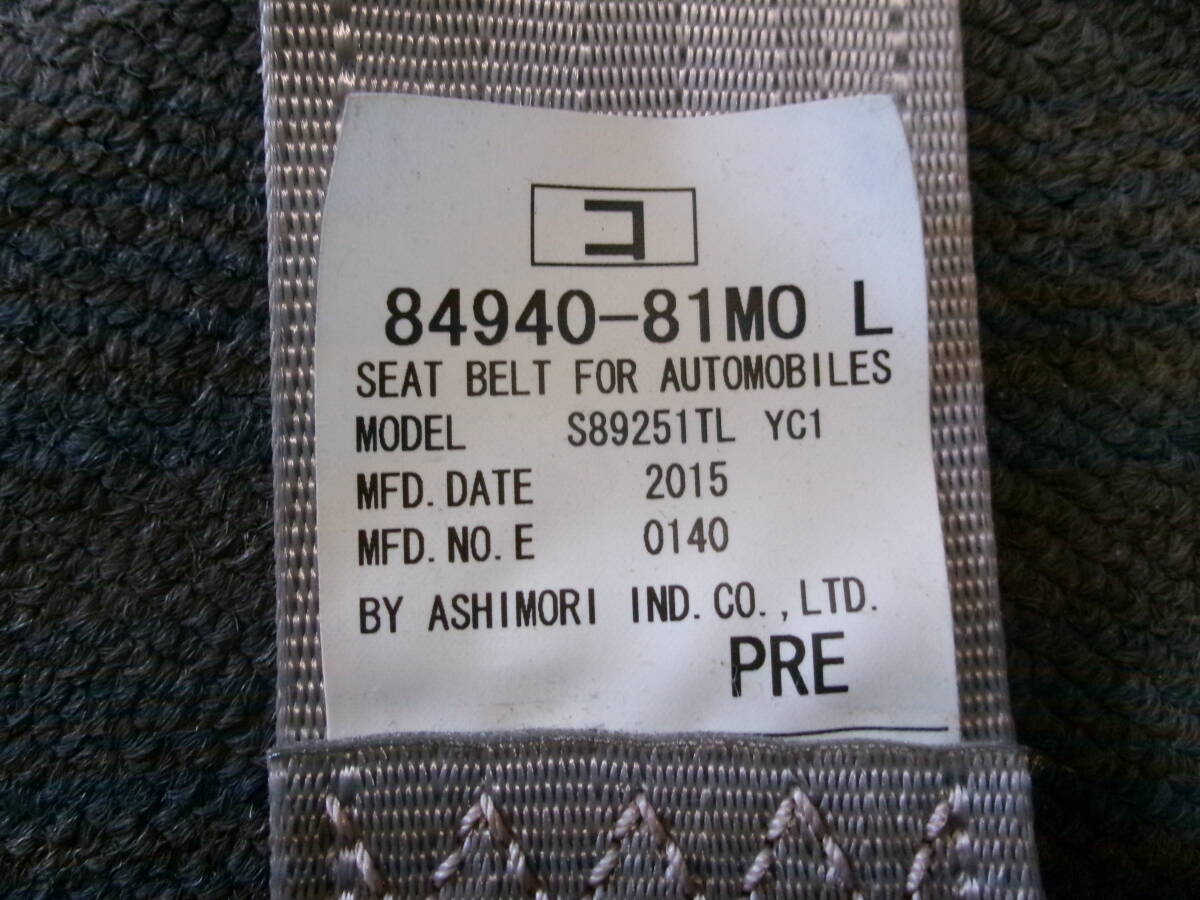 コ
84940-81M0 L
SEAT BELT FOR AUTOMOBILES
MODEL S89251TL YC1
MFD.DATE 2015
MFD.NO.E 0140
BY ASHIMORI IND.CO.,LTD.
PRE